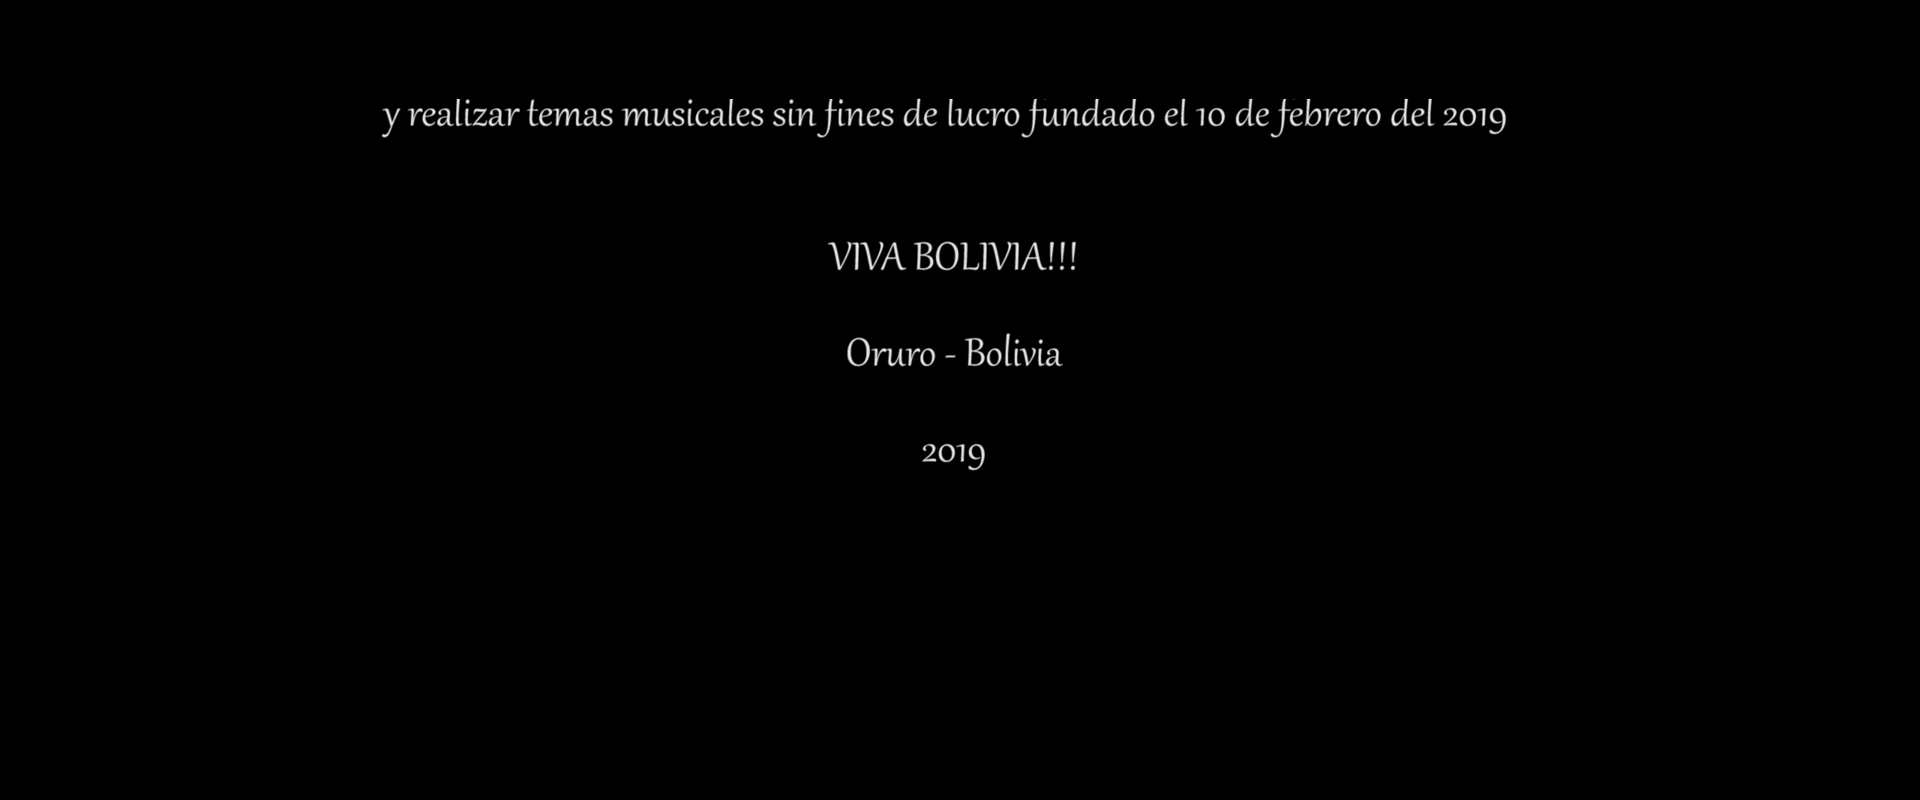 y realizar temas musicales sin fines de lucro fundado el 10 de febrero del 2019
VIVA BOLIVIA!!!
Oruro - Bolivia
2019